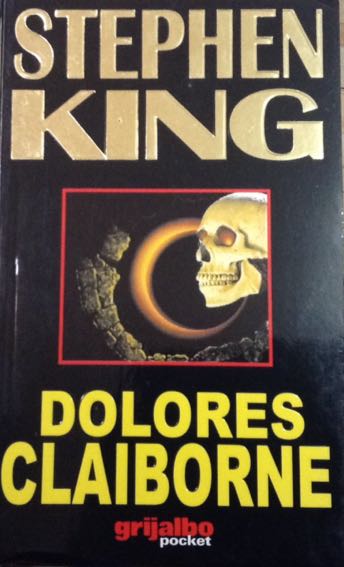 STEPHEN
KING
DOLORES
CLAIBORNE
grijalbo
pocket